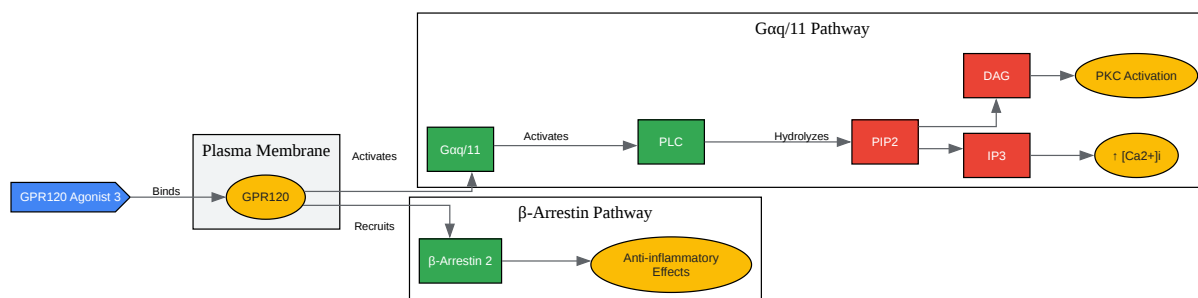 Gαq/11 Pathway
DAG
PKC Activation
Gαq/11
Activates
PLC
Hydrolyzes
PIP2
IP3
↑ [Ca2+]i
Plasma Membrane
Activates
GPR120 Agonist 3
Binds
GPR120
Recruits
β-Arrestin Pathway
β-Arrestin 2
Anti-inflammatory
Effects